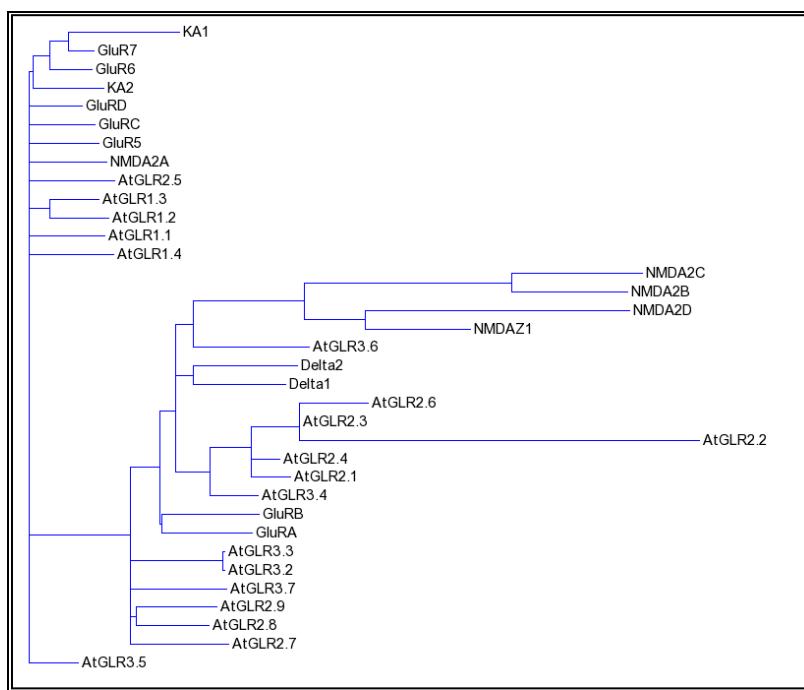 KA1
GluR7
GluR6
KA2
GluRD
GluRC
GluR5
NMDA2A
AtGLR2.5
AtGLR1.3
AtGLR1.2
AtGLR1.1
AtGLR1.4
NMDA2C
NMDA2B
NMDA2D
NMDAZ1
AtGLR3.6
Delta2
Delta1
AtGLR2.6
AtGLR2.3
AtGLR2.2
AtGLR2.4
AtGLR2.1
AtGLR3.4
GluRB
GluRA
AtGLR3.3
AtGLR3.2
AtGLR3.7
AtGLR2.9
AtGLR2.8
AtGLR2.7
AtGLR3.5